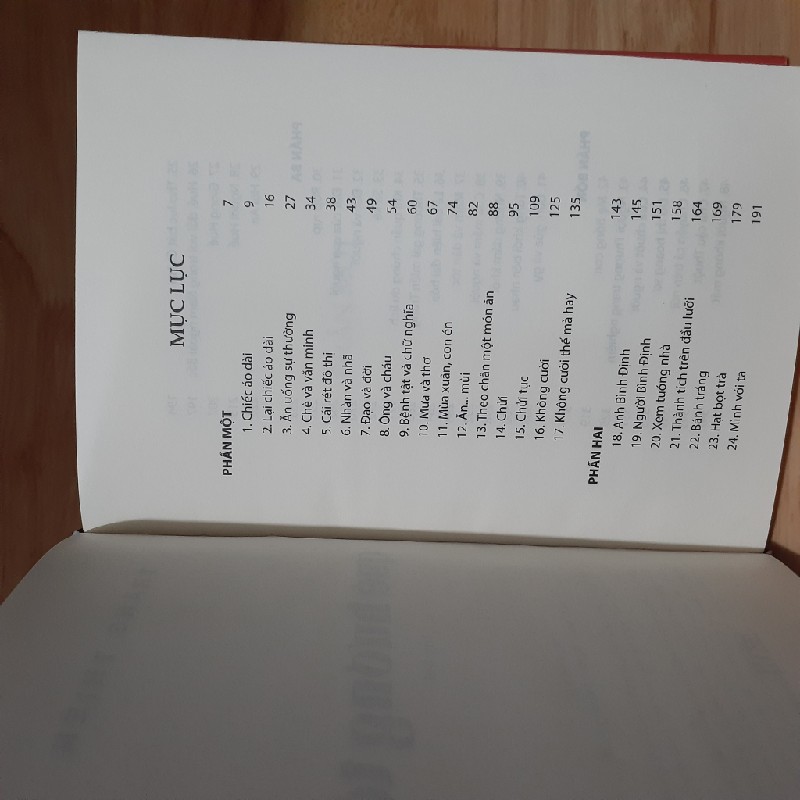 MỤC LỤC
PHẦN MỘT 7
1. Chiếc áo dài 9
2. Lại chiếc áo dài 16
3. Ăn uống sự thường 27
4. Chè và văn minh 34
5. Cái rét đô thị 38
6. Nhàn và nhã 43
7. Đạo và đời 49
8. Ông và cháu 54
9. Bệnh tật và chữ nghĩa 60
10. Mưa và thơ 67
11. Mùa xuân, con én 74
12. Ăn... mùi 82
13. Theo chân một món ăn 88
14. Chửi 95
15. Chửi tục 109
16. Không cười 125
17. Không cười thế mà hay 135
PHẦN HAI 143
18. Anh Bình Định 145
19. Người Bình Định 151
20. Xem tuồng nhà 158
21. Thành tích trên đầu lưỡi 164
22. Bánh tráng 169
23. Hạt bọt trà 179
24. Mình với ta 191